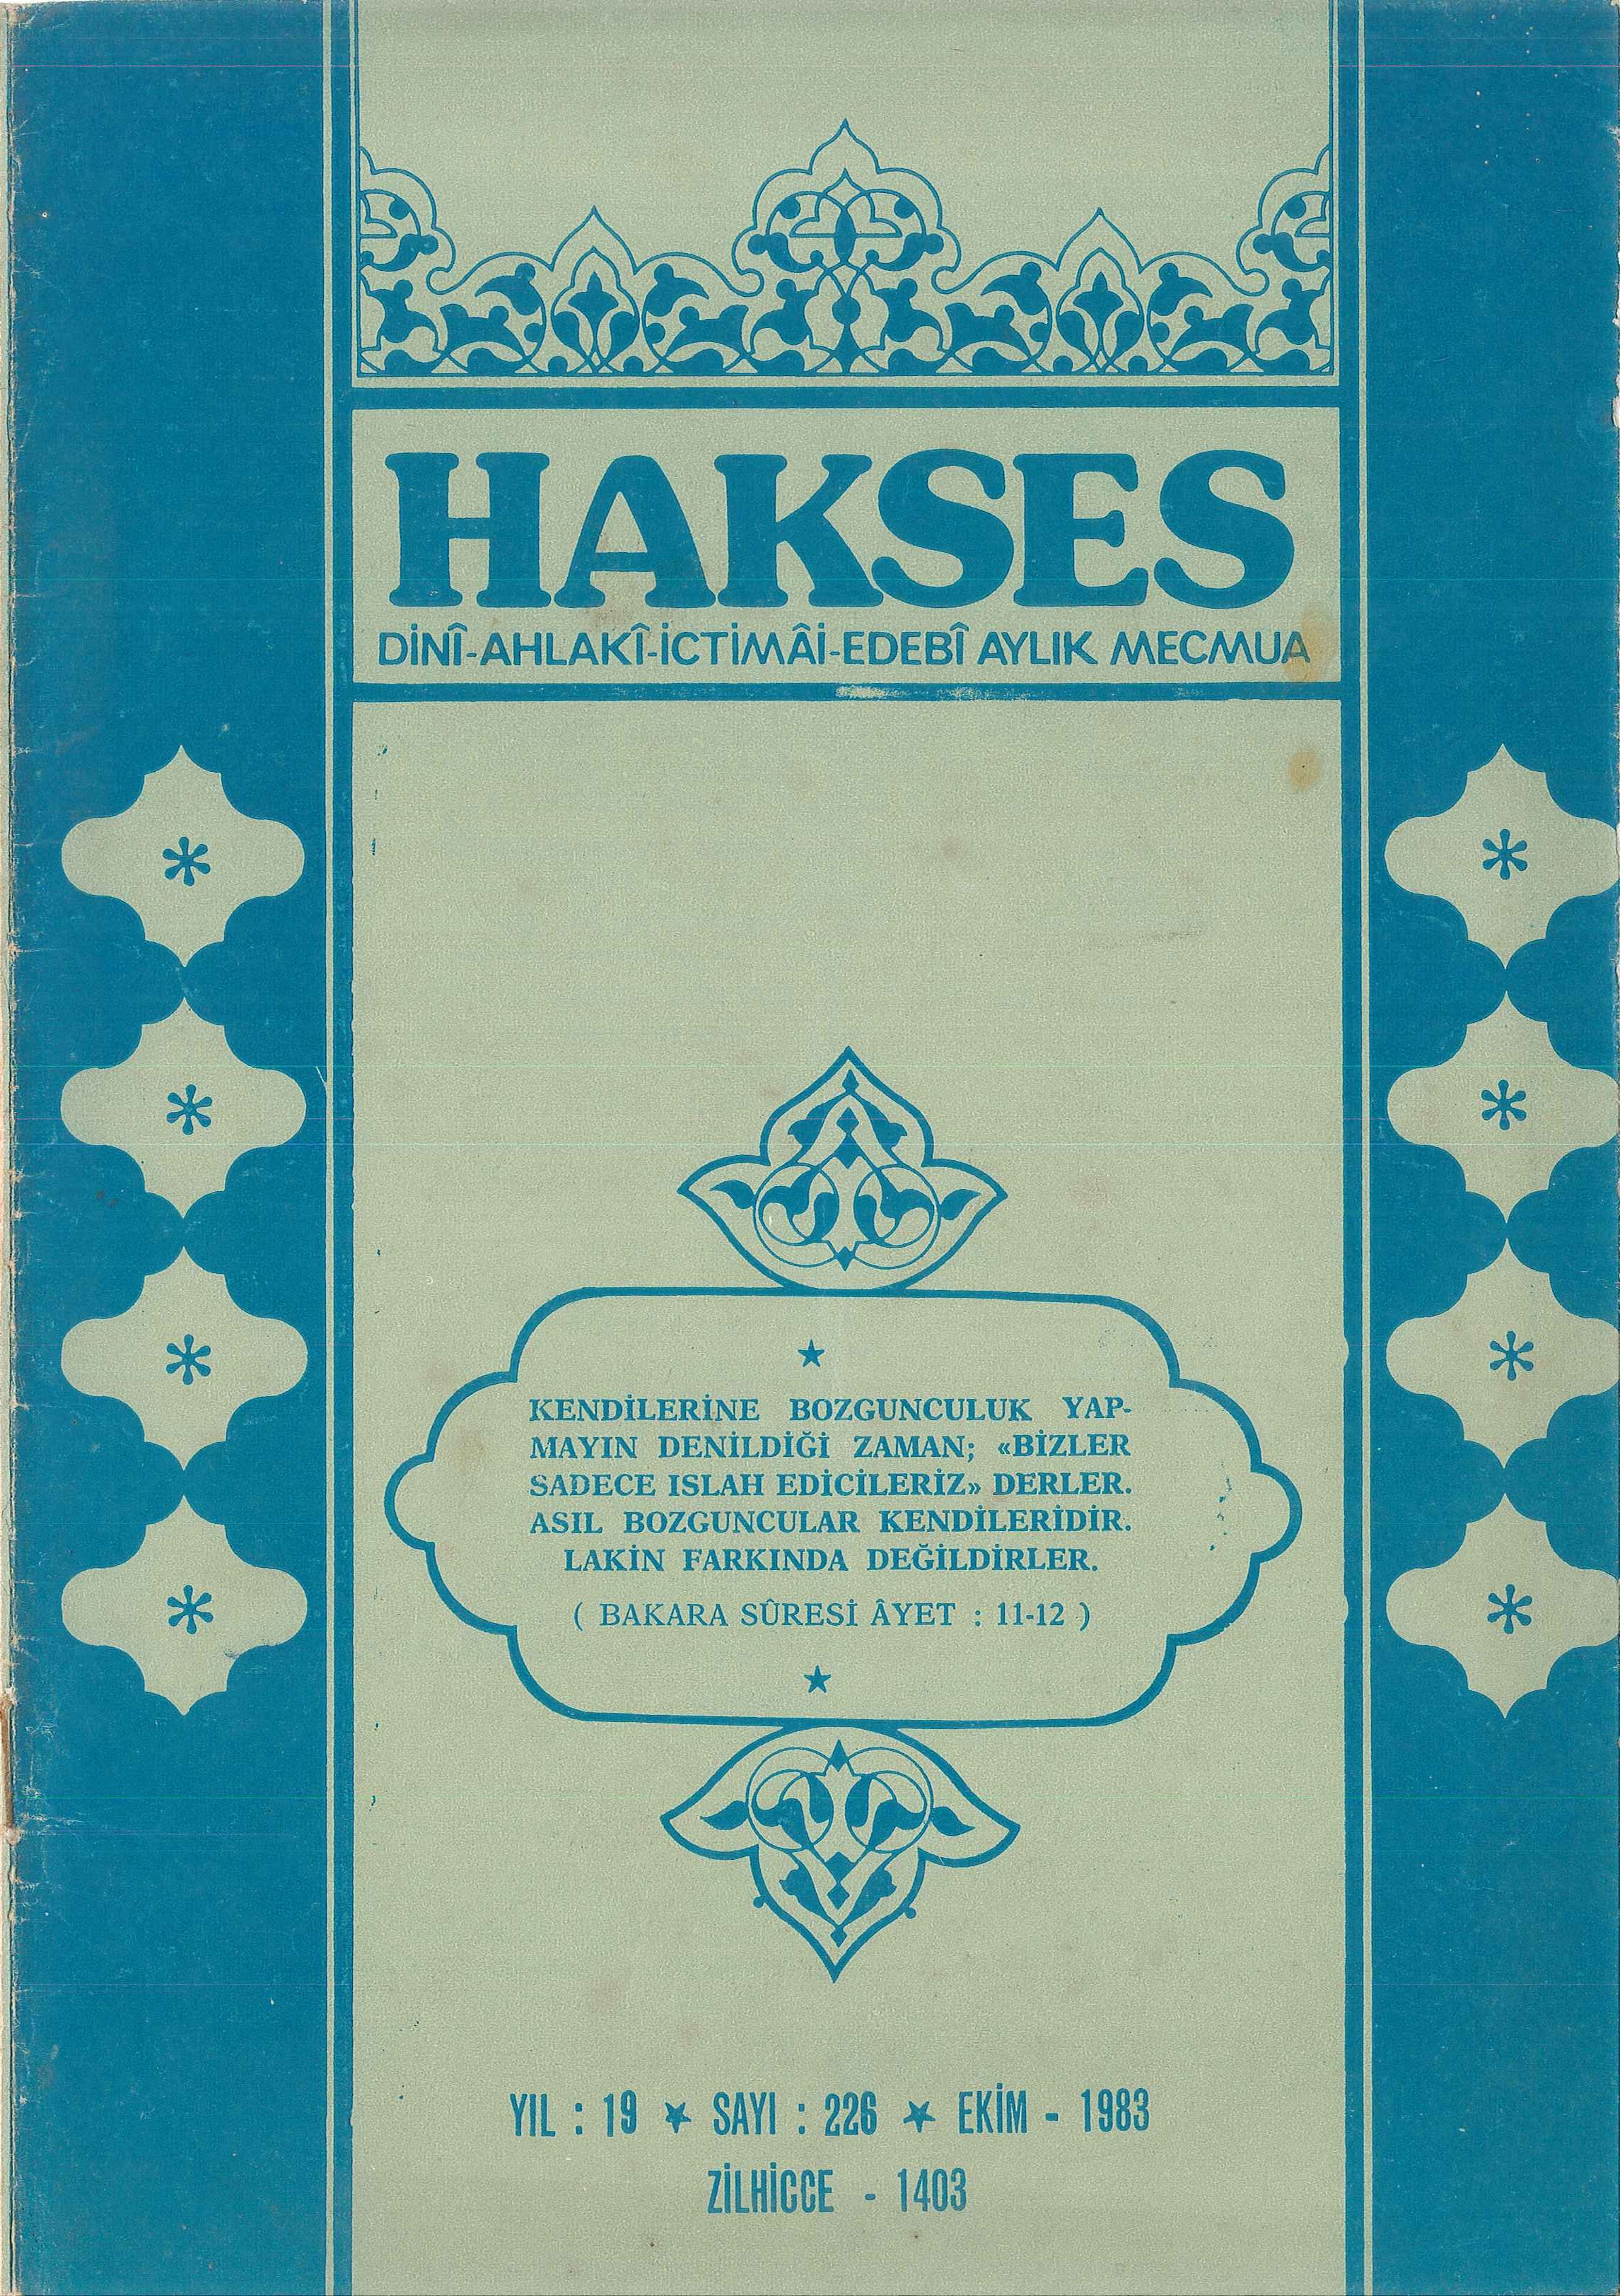 HAKSES
DİNÎ-AHLAKÎ-İCTİMÂİ-EDEBÎ AYLIK MECMUA
KENDİLERİNE BOZGUNCULUK YAP-
MAYIN DENİLDİĞİ ZAMAN; «BİZLER
SADECE ISLAH EDİCİLERİZ» DERLER.
ASIL BOZGUNCULAR KENDİLERİDİR.
LAKİN FARKINDA DEĞİLDİRLER.
( BAKARA SÛRESİ ÂYET : 11-12 )
YIL : 19 ★ SAYI : 226 ★ EKİM - 1983
ZİLHİCCE - 1403